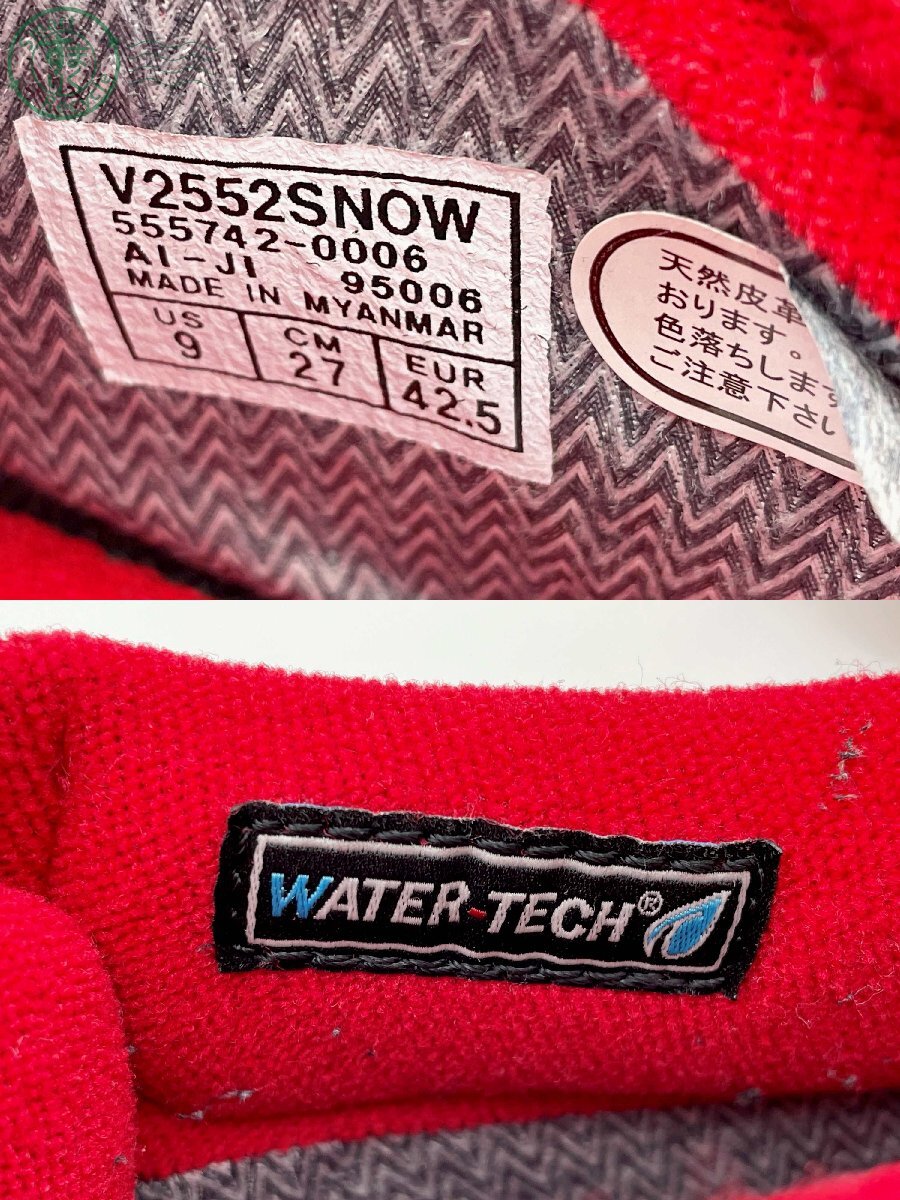 V2552SNOW
555742-0006
AI-JI 95006
MADE IN MYANMAR
US CM EUR
9 27 42.5
天然皮革
おります。
色落ちします
ご注意下さい
WATER-TECH®